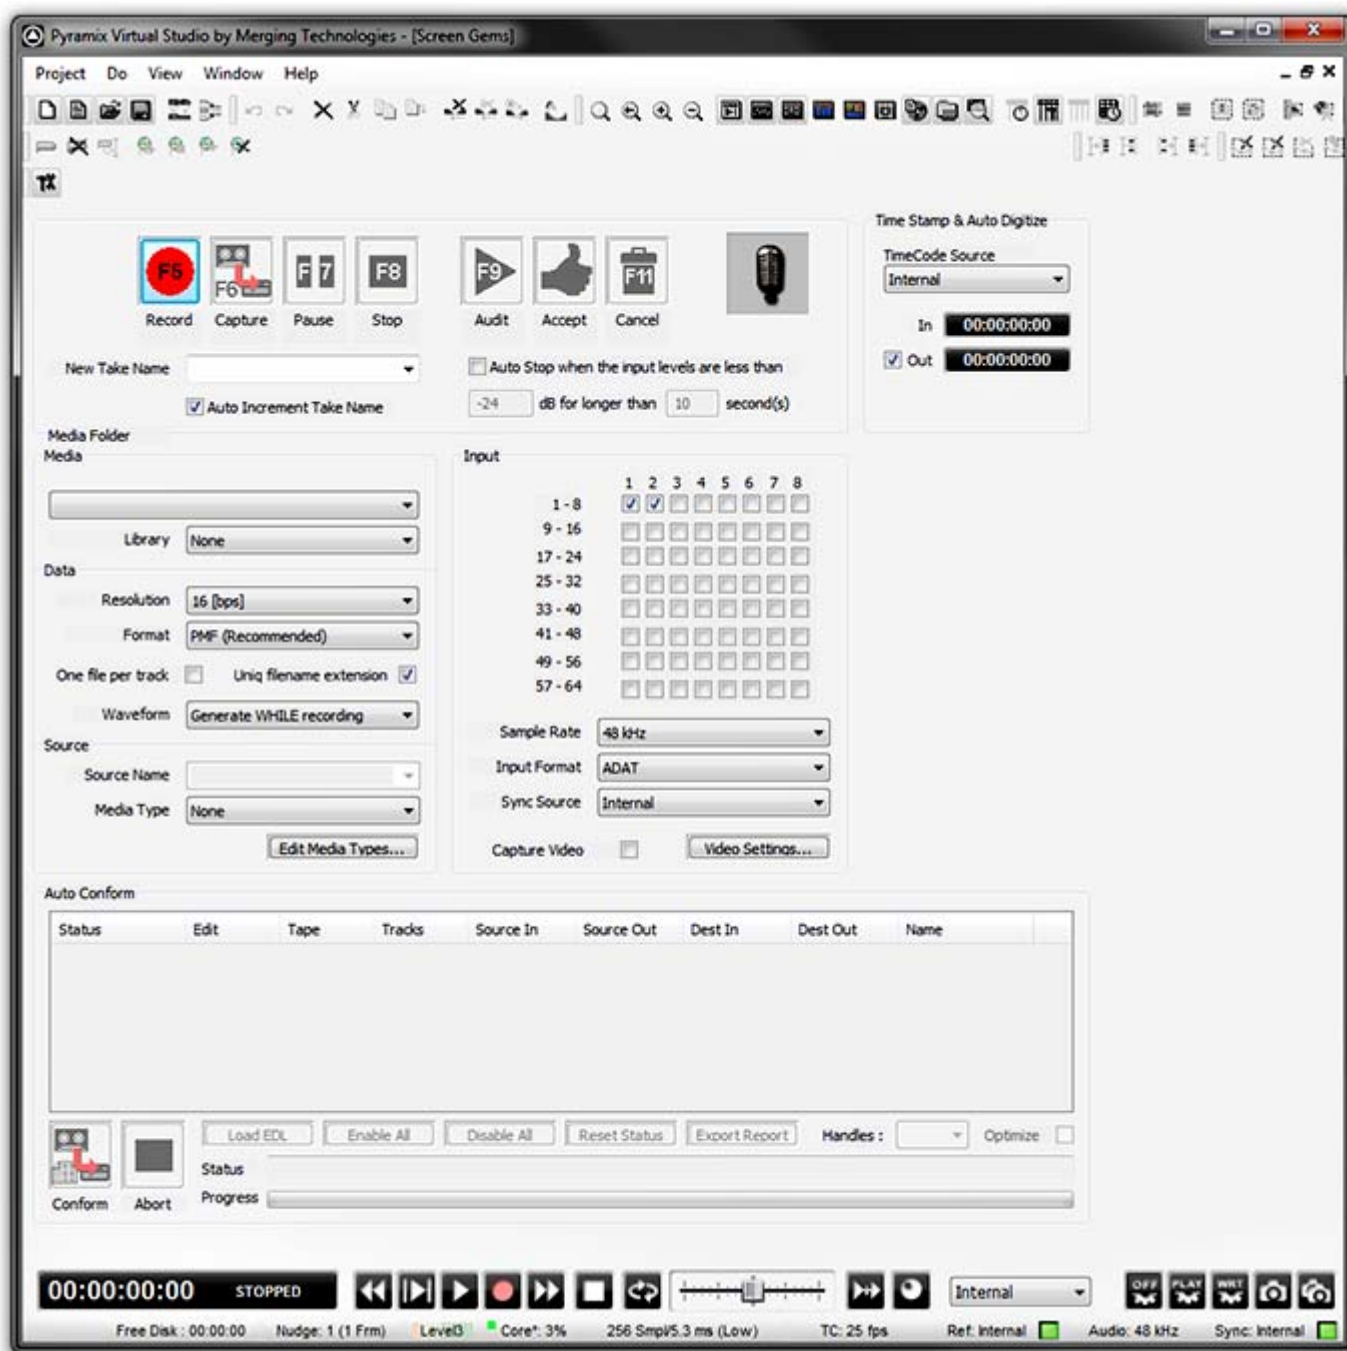 Pyramix Virtual Studio by Merging Technologies - [Screen Gems]
Project Do View Window Help
Time Stamp & Auto Digitize
TimeCode Source
F5 F6 F7 F8 F9 F11
Internal
Record Capture Pause Stop Audit Accept Cancel
In 00:00:00:00
Out 00:00:00:00
New Take Name
Auto Stop when the input levels are less than
Auto Increment Take Name
-24 dB for longer than 10 second(s)
Media Folder
Media
Library None
Data
Resolution 16 [bps]
Format PMF (Recommended)
One file per track Uniq filename extension
Waveform Generate WHILE recording
Source
Source Name
Media Type None
Edit Media Types...
Input
1 2 3 4 5 6 7 8
1 - 8
9 - 16
17 - 24
25 - 32
33 - 40
41 - 48
49 - 56
57 - 64
Sample Rate 48 kHz
Input Format ADAT
Sync Source Internal
Capture Video Video Settings...
Auto Conform
Status Edit Tape Tracks Source In Source Out Dest In Dest Out Name
Load EDL Enable All Disable All Reset Status Export Report Handles : Optimize
Status
Progress
Conform Abort
00:00:00:00 STOPPED
Internal
OFF PLAY WRT
Free Disk : 00:00:00 Nudge: 1 (1 Frm) Level3 Core*: 3% 256 Smpl/5.3 ms (Low) TC: 25 fps Ref: Internal Audio: 48 kHz Sync: Internal